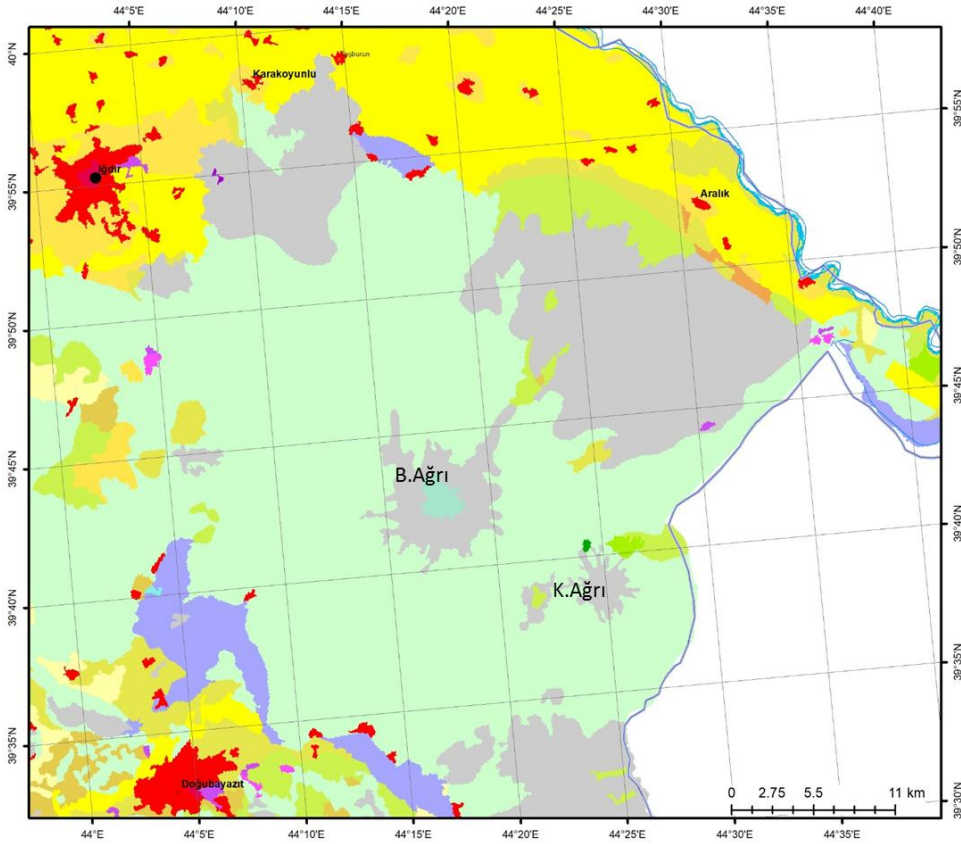 44°5'E 44°10'E 44°15'E 44°20'E 44°25'E 44°30'E 44°35'E 44°40'E
40°N
39°55'N
39°50'N
39°45'N
39°40'N
39°35'N
39°55'N
39°50'N
39°45'N
39°40'N
39°35'N
39°30'N
Karakoyunlu
Iğdır
Aralık
B.Ağrı
K.Ağrı
Doğubayazıt
0 2.75 5.5 11 km
44°E 44°5'E 44°10'E 44°15'E 44°20'E 44°25'E 44°30'E 44°35'E